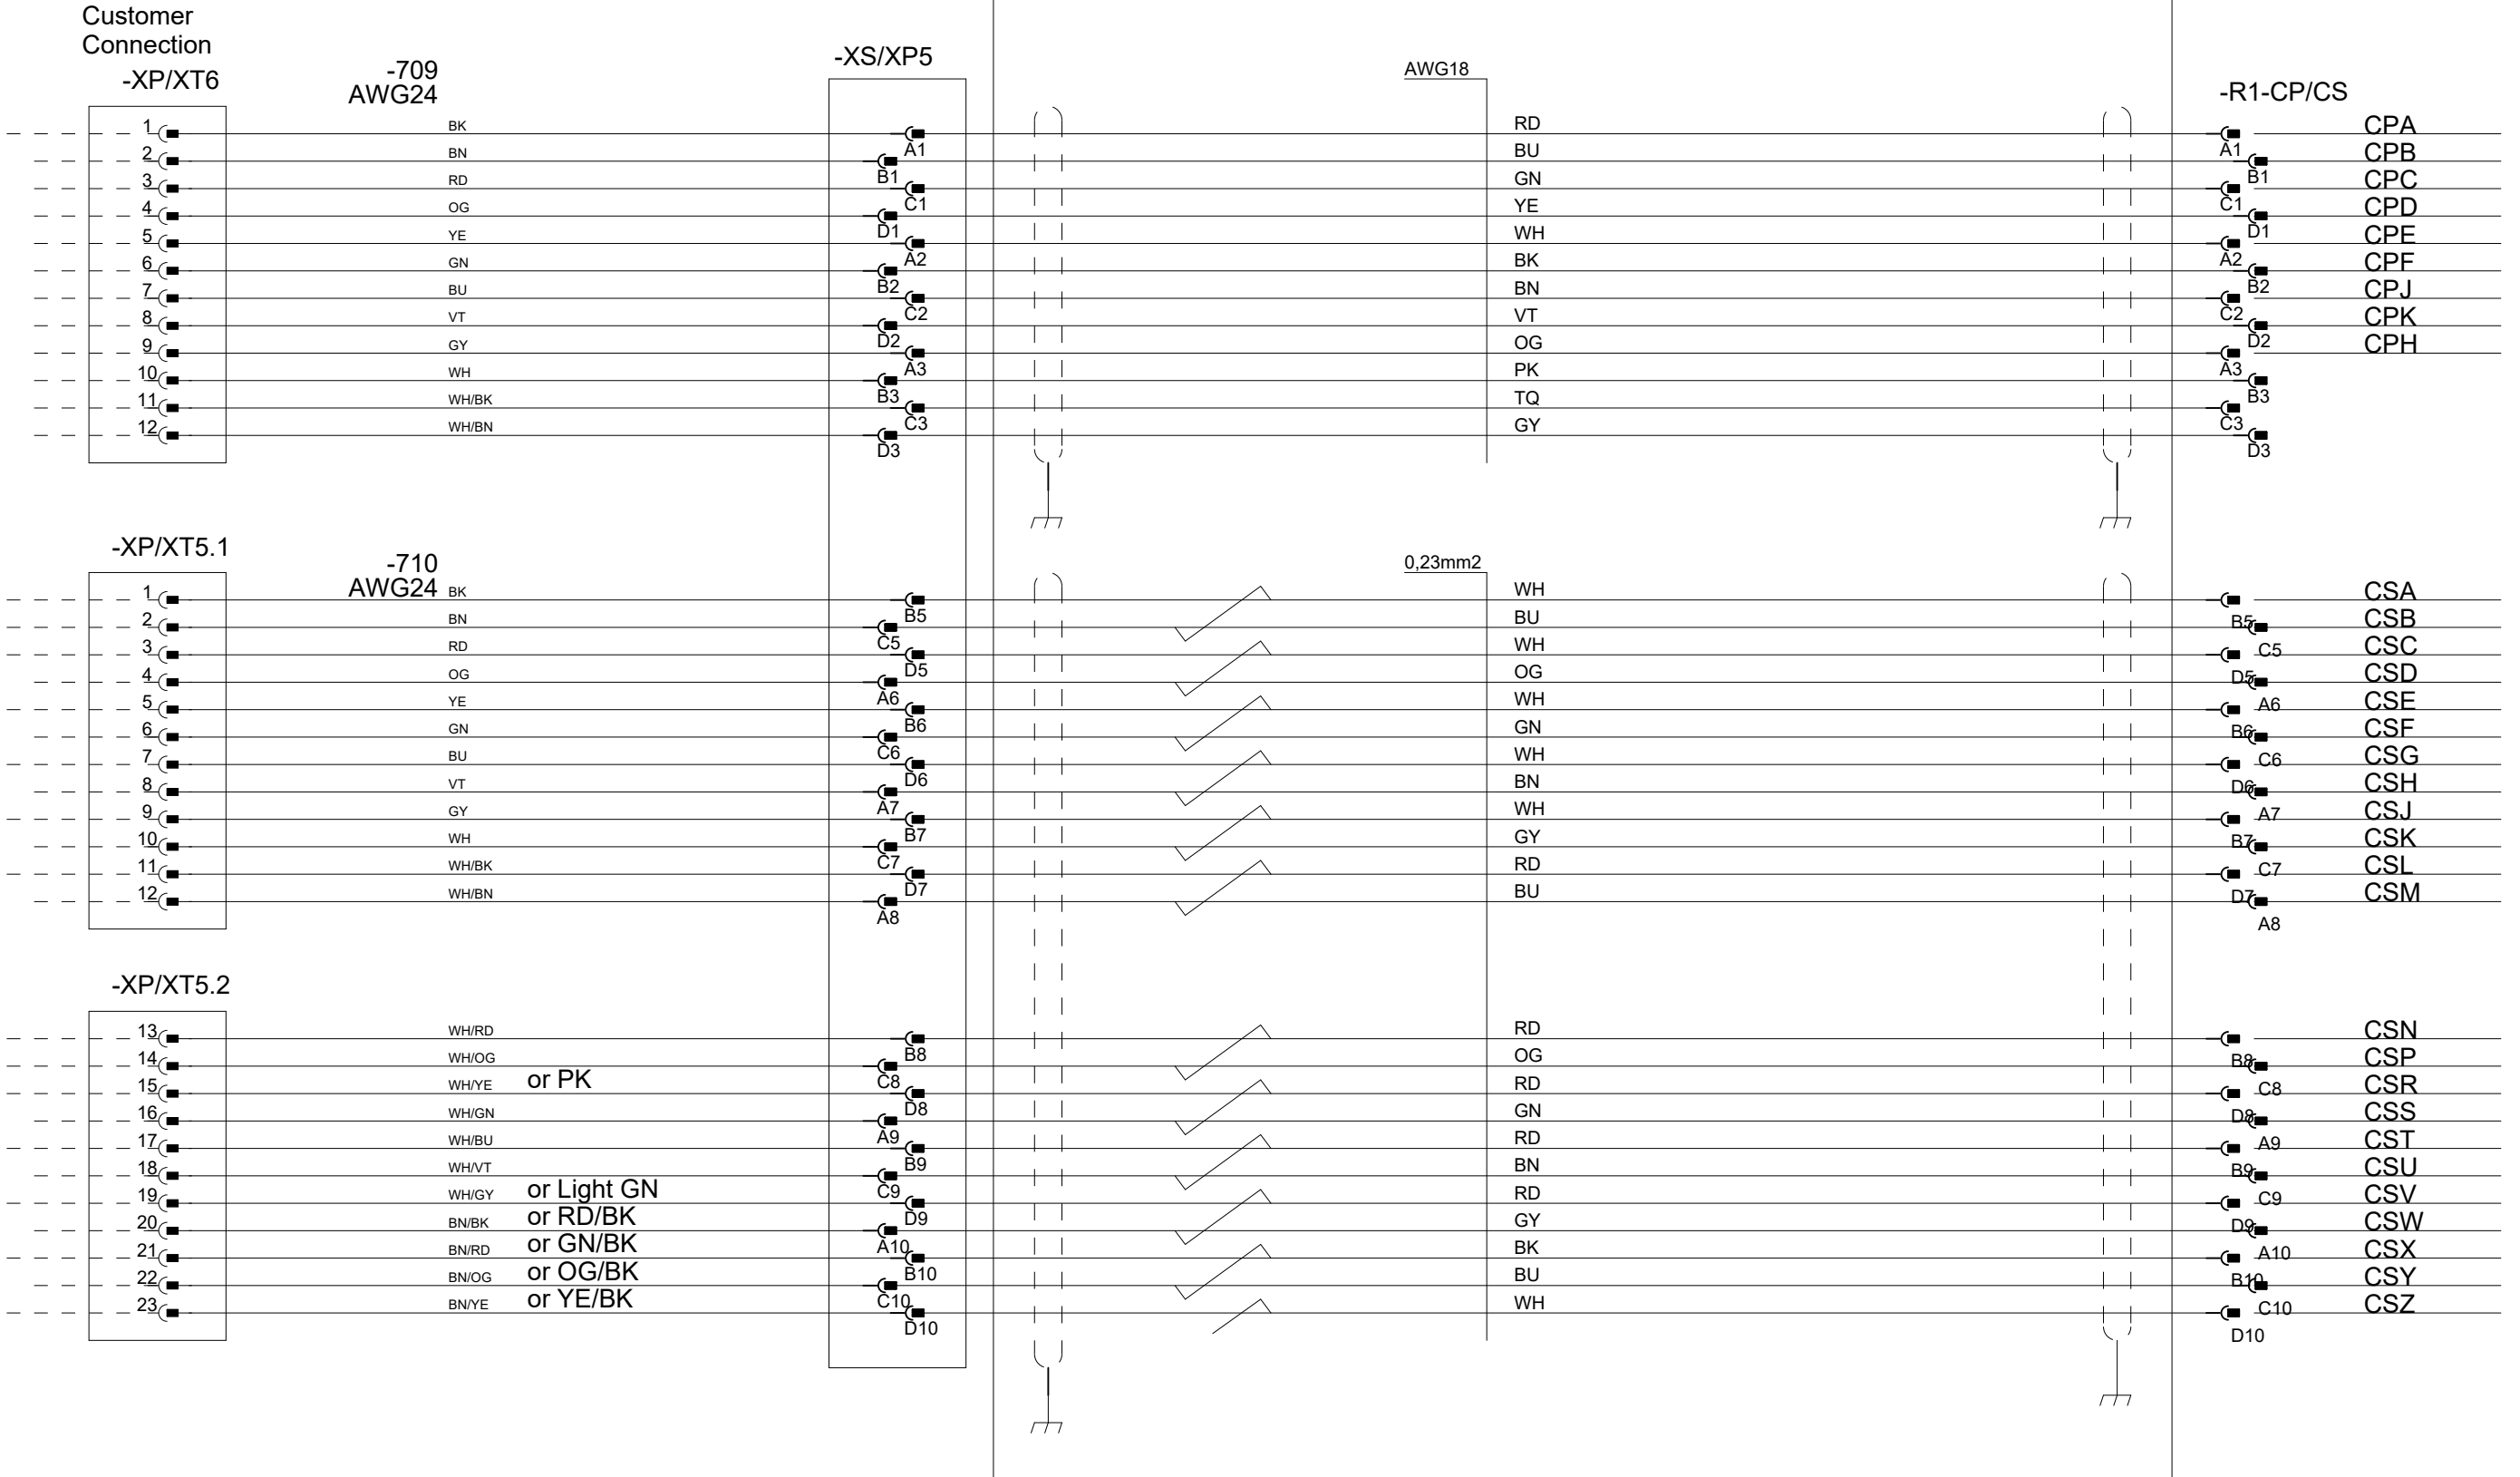 Customer
Connection
-XP/XT6
-709
AWG24
-XS/XP5
AWG18
-R1-CP/CS
1 BK A1 RD A1 CPA
2 BN B1 BU B1 CPB
3 RD C1 GN C1 CPC
4 OG D1 YE D1 CPD
5 YE A2 WH A2 CPE
6 GN B2 BK B2 CPF
7 BU C2 BN C2 CPJ
8 VT D2 VT D2 CPK
9 GY A3 OG A3 CPH
10 WH B3 PK B3
11 WH/BK C3 TQ C3
12 WH/BN D3 GY D3
-XP/XT5.1
-710
AWG24
0,23mm2
1 BK B5 WH B5 CSA
2 BN C5 BU C5 CSB
3 RD D5 WH D5 CSC
4 OG A6 OG A6 CSD
5 YE B6 WH B6 CSE
6 GN C6 GN C6 CSF
7 BU D6 WH D6 CSG
8 VT A7 BN A7 CSH
9 GY B7 WH B7 CSJ
10 WH C7 GY C7 CSK
11 WH/BK D7 RD D7 CSL
12 WH/BN A8 BU A8 CSM
-XP/XT5.2
13 WH/RD B8 RD B8 CSN
14 WH/OG C8 OG C8 CSP
15 WH/YE or PK D8 RD D8 CSR
16 WH/GN A9 GN A9 CSS
17 WH/BU B9 RD B9 CST
18 WH/VT C9 BN C9 CSU
19 WH/GY or Light GN D9 RD D9 CSV
20 BN/BK or RD/BK A10 GY A10 CSW
21 BN/RD or GN/BK B10 BK B10 CSX
22 BN/OG or OG/BK C10 BU C10 CSY
23 BN/YE or YE/BK D10 WH D10 CSZ